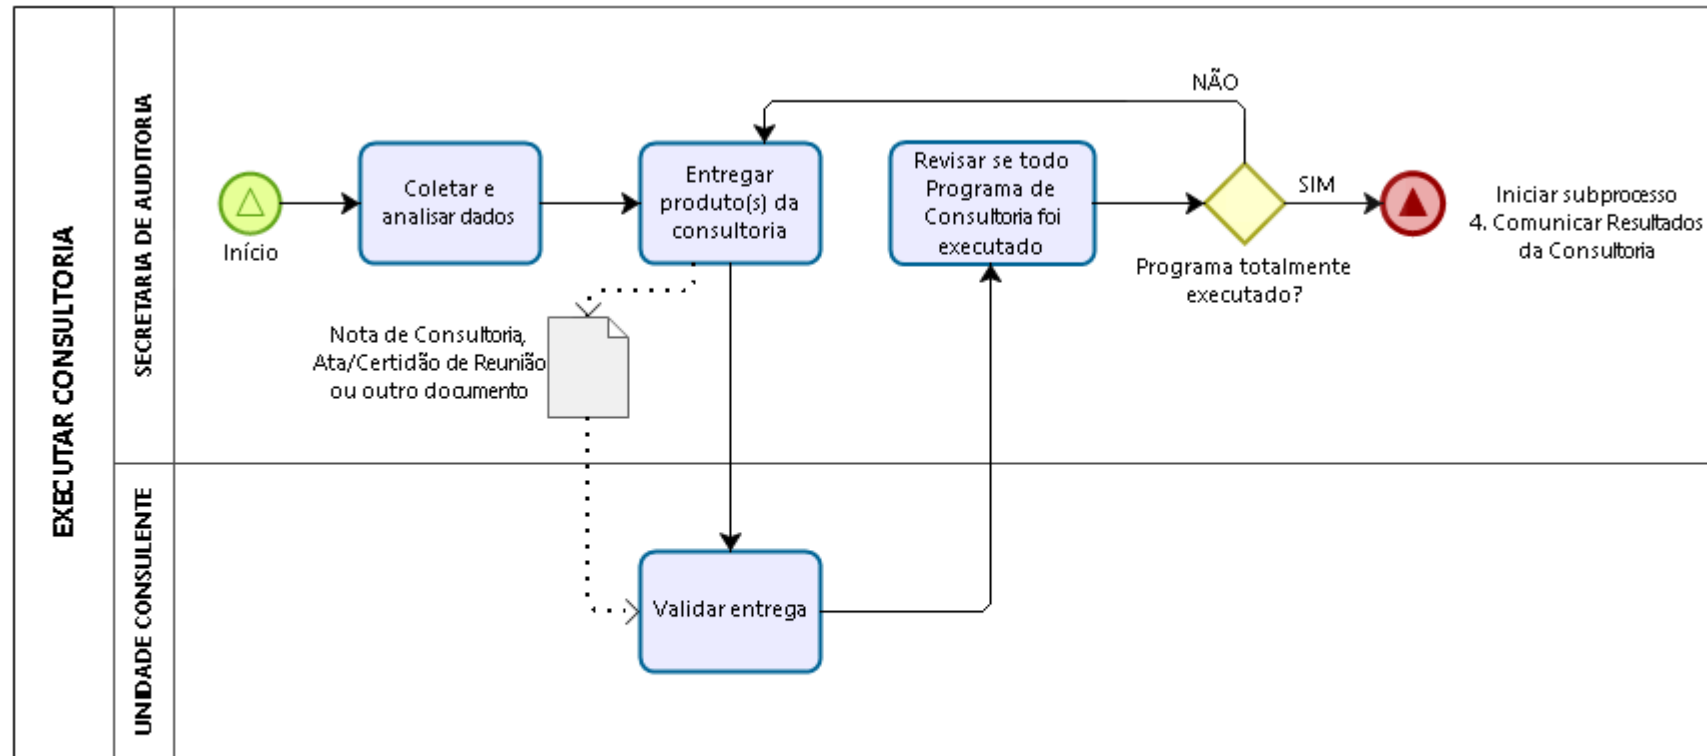 EXECUTAR CONSULTORIA
SECRETARIA DE AUDITORIA
NÃO
Início
Coletar e
analisar dados
Entregar
produto(s) da
consultoria
Revisar se todo
Programa de
Consultoria foi
executado
SIM
Programa totalmente
executado?
Iniciar subprocesso
4. Comunicar Resultados
da Consultoria
Nota de Consultoria,
Ata/Certidão de Reunião
ou outro documento
UNIDADE CONSULENTE
Validar entrega